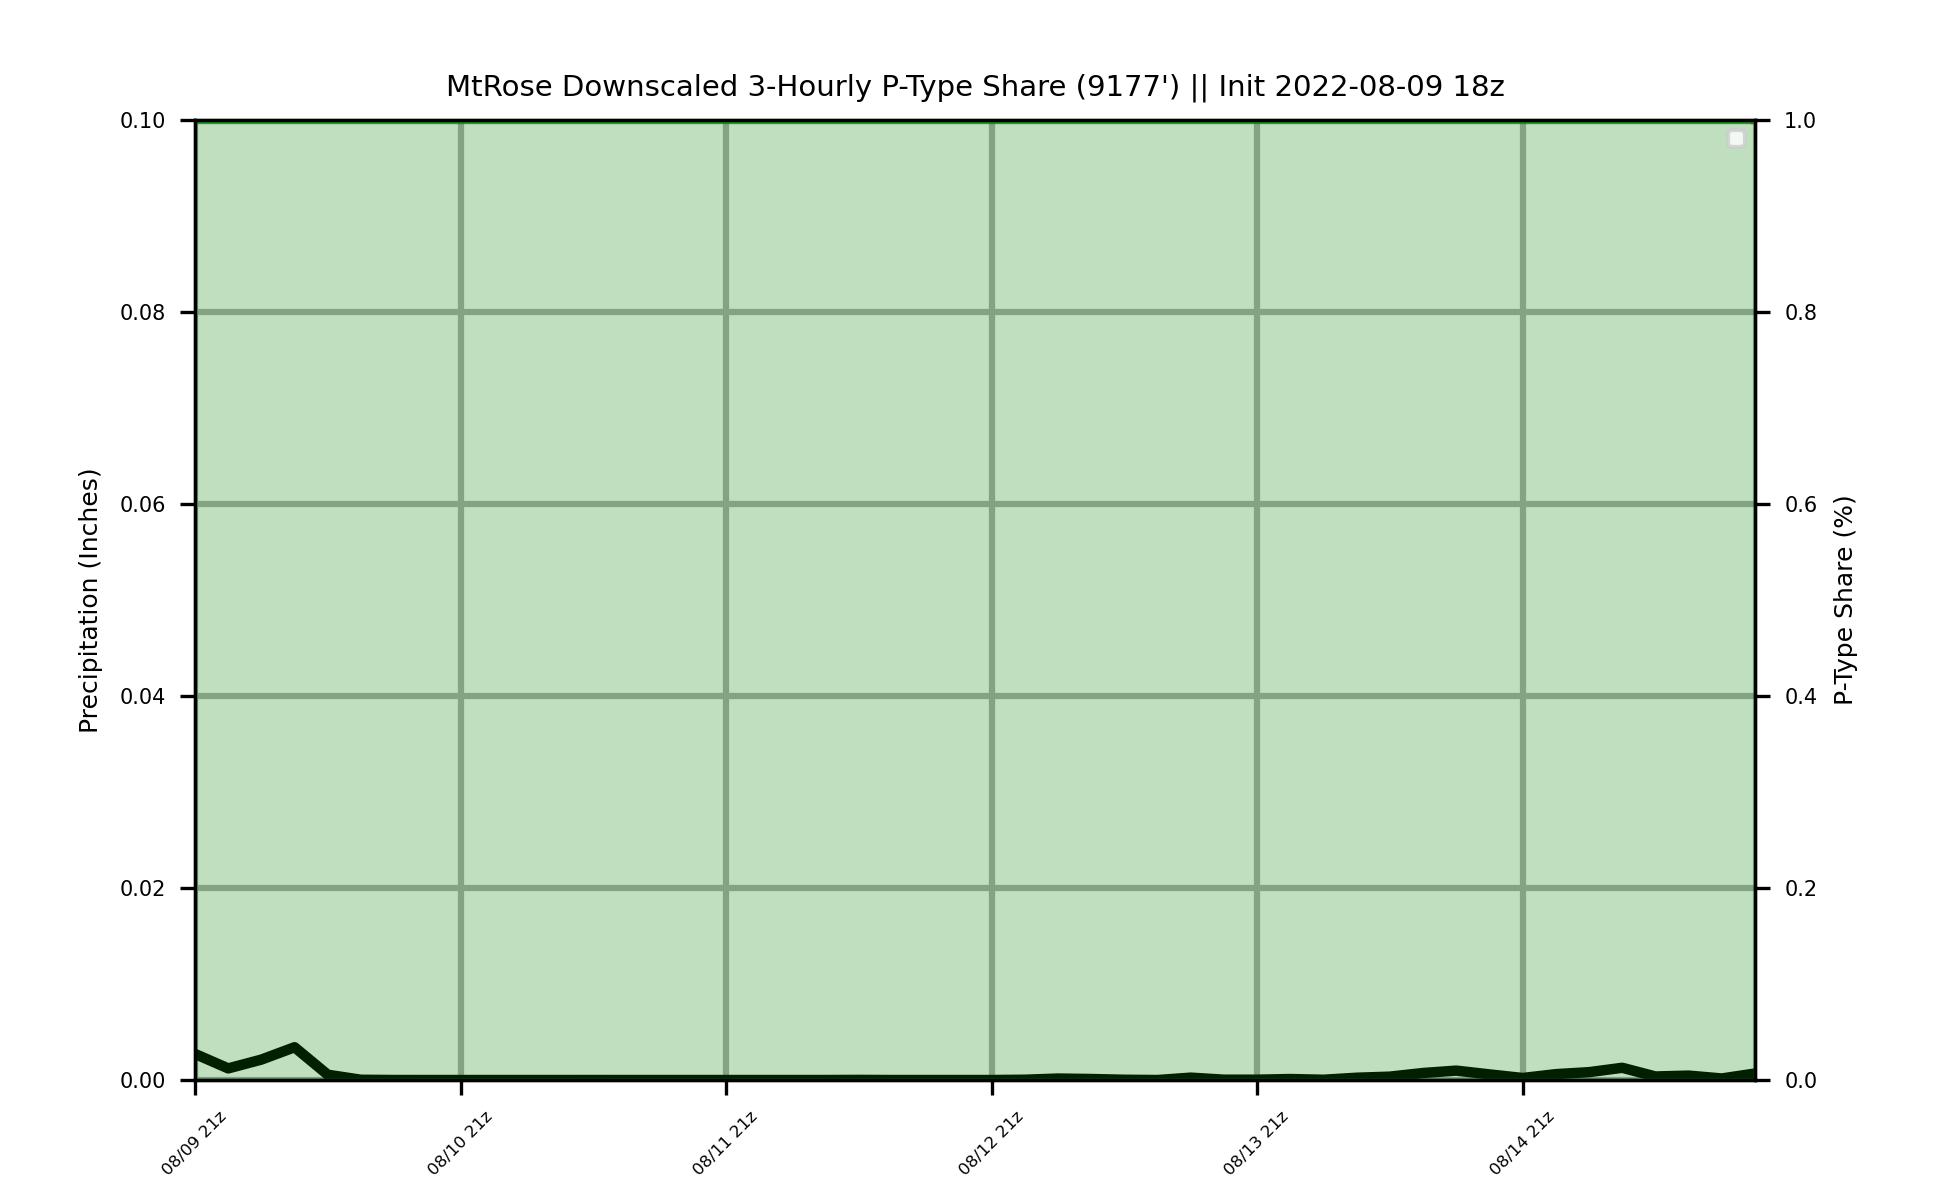 MtRose Downscaled 3-Hourly P-Type Share (9177') || Init 2022-08-09 18z
0.10
0.08
0.06
0.04
0.02
0.00
Precipitation (Inches)
1.0
0.8
0.6
0.4
0.2
0.0
P-Type Share (%)
08/09 21z
08/10 21z
08/11 21z
08/12 21z
08/13 21z
08/14 21z